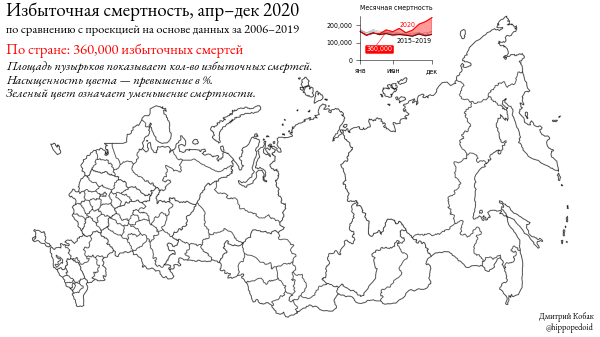 Избыточная смертность, апр–дек 2020
по сравнению с проекцией на основе данных за 2006–2019
По стране: 360,000 избыточных смертей
Площадь пузырьков показывает кол-во избыточных смертей.
Насыщенность цвета — превышение в %.
Зеленый цвет означает уменьшение смертности.
Месячная смертность
200,000
100,000
0
2020
2015–2019
360,000
янв июн дек
Дмитрий Кобак
@hippopedoid